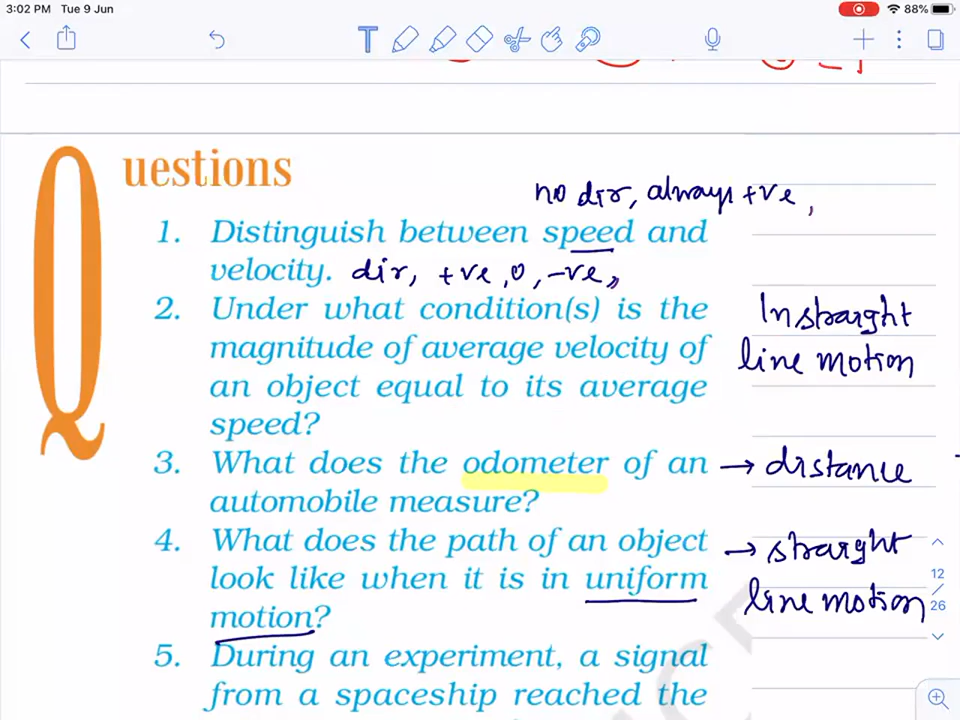 3:02 PM Tue 9 Jun 88%
T
Questions
no dir, always +ve,
1. Distinguish between speed and
velocity. dir, +ve, 0, -ve,,
2. Under what condition(s) is the
magnitude of average velocity of
an object equal to its average
speed?
In straight
line motion
3. What does the odometer of an
automobile measure?
→ distance
4. What does the path of an object
look like when it is in uniform
motion?
→ straight
line motion
12
/
26
5. During an experiment, a signal
from a spaceship reached the